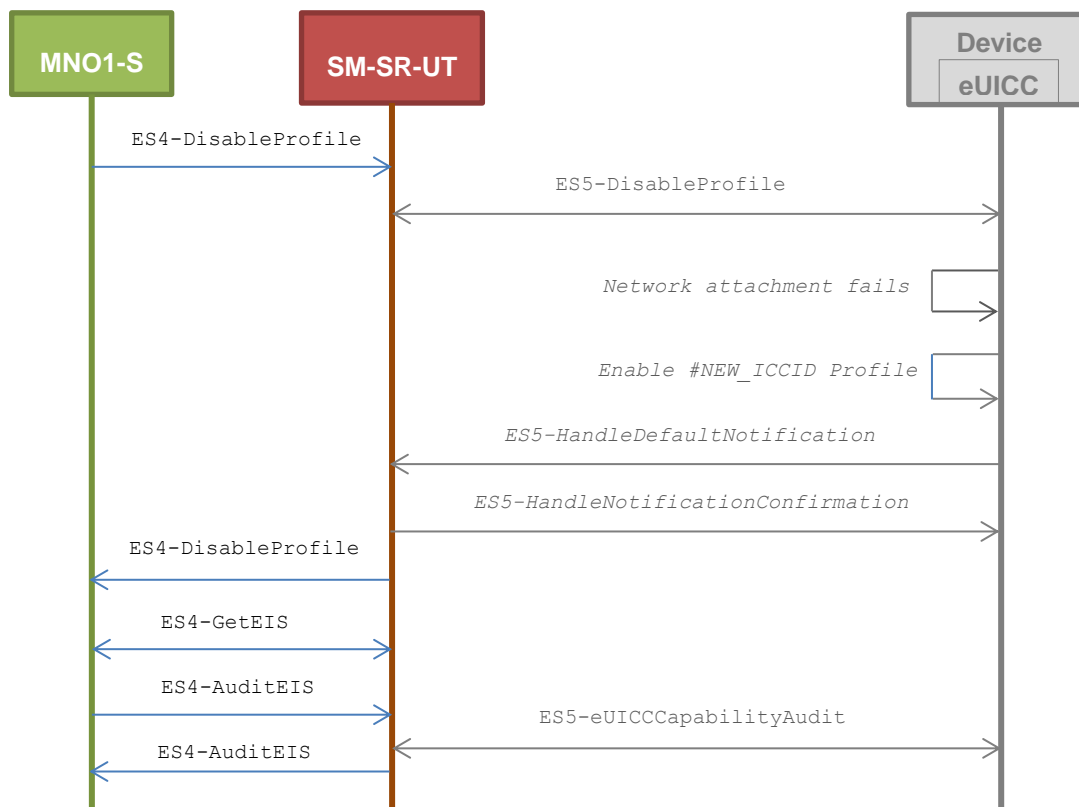 MNO1-S
SM-SR-UT
Device
eUICC
ES4-DisableProfile
ES5-DisableProfile
Network attachment fails
Enable #NEW_ICCID Profile
ES5-HandleDefaultNotification
ES5-HandleNotificationConfirmation
ES4-DisableProfile
ES4-GetEIS
ES4-AuditEIS
ES5-eUICCCapabilityAudit
ES4-AuditEIS